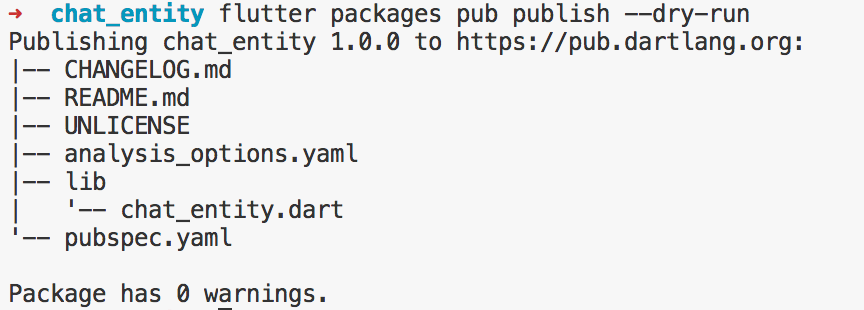 ➜  chat_entity flutter packages pub publish --dry-run
Publishing chat_entity 1.0.0 to https://pub.dartlang.org:
|-- CHANGELOG.md
|-- README.md
|-- UNLICENSE
|-- analysis_options.yaml
|-- lib
|   '-- chat_entity.dart
'-- pubspec.yaml

Package has 0 warnings.